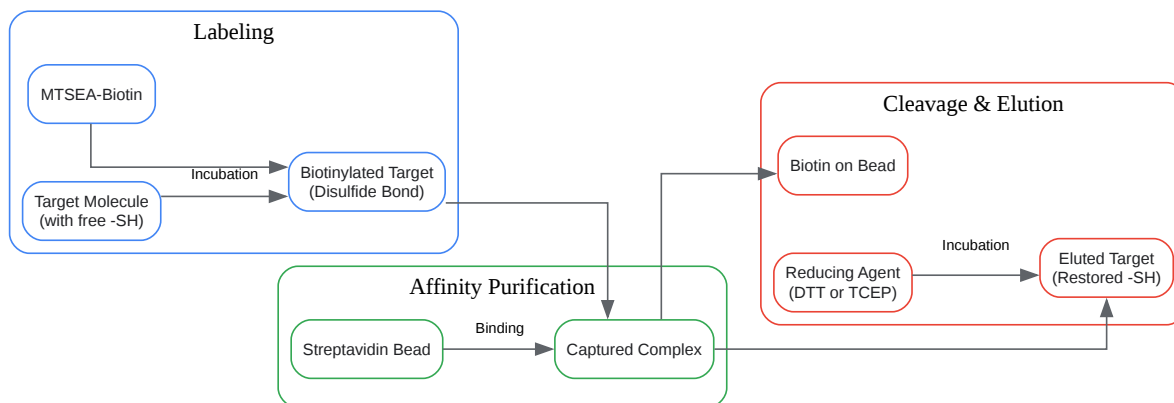 Labeling
MTSEA-Biotin
Incubation
Target Molecule
(with free -SH)
Biotinylated Target
(Disulfide Bond)
Affinity Purification
Streptavidin Bead
Binding
Captured Complex
Cleavage & Elution
Biotin on Bead
Reducing Agent
(DTT or TCEP)
Incubation
Eluted Target
(Restored -SH)